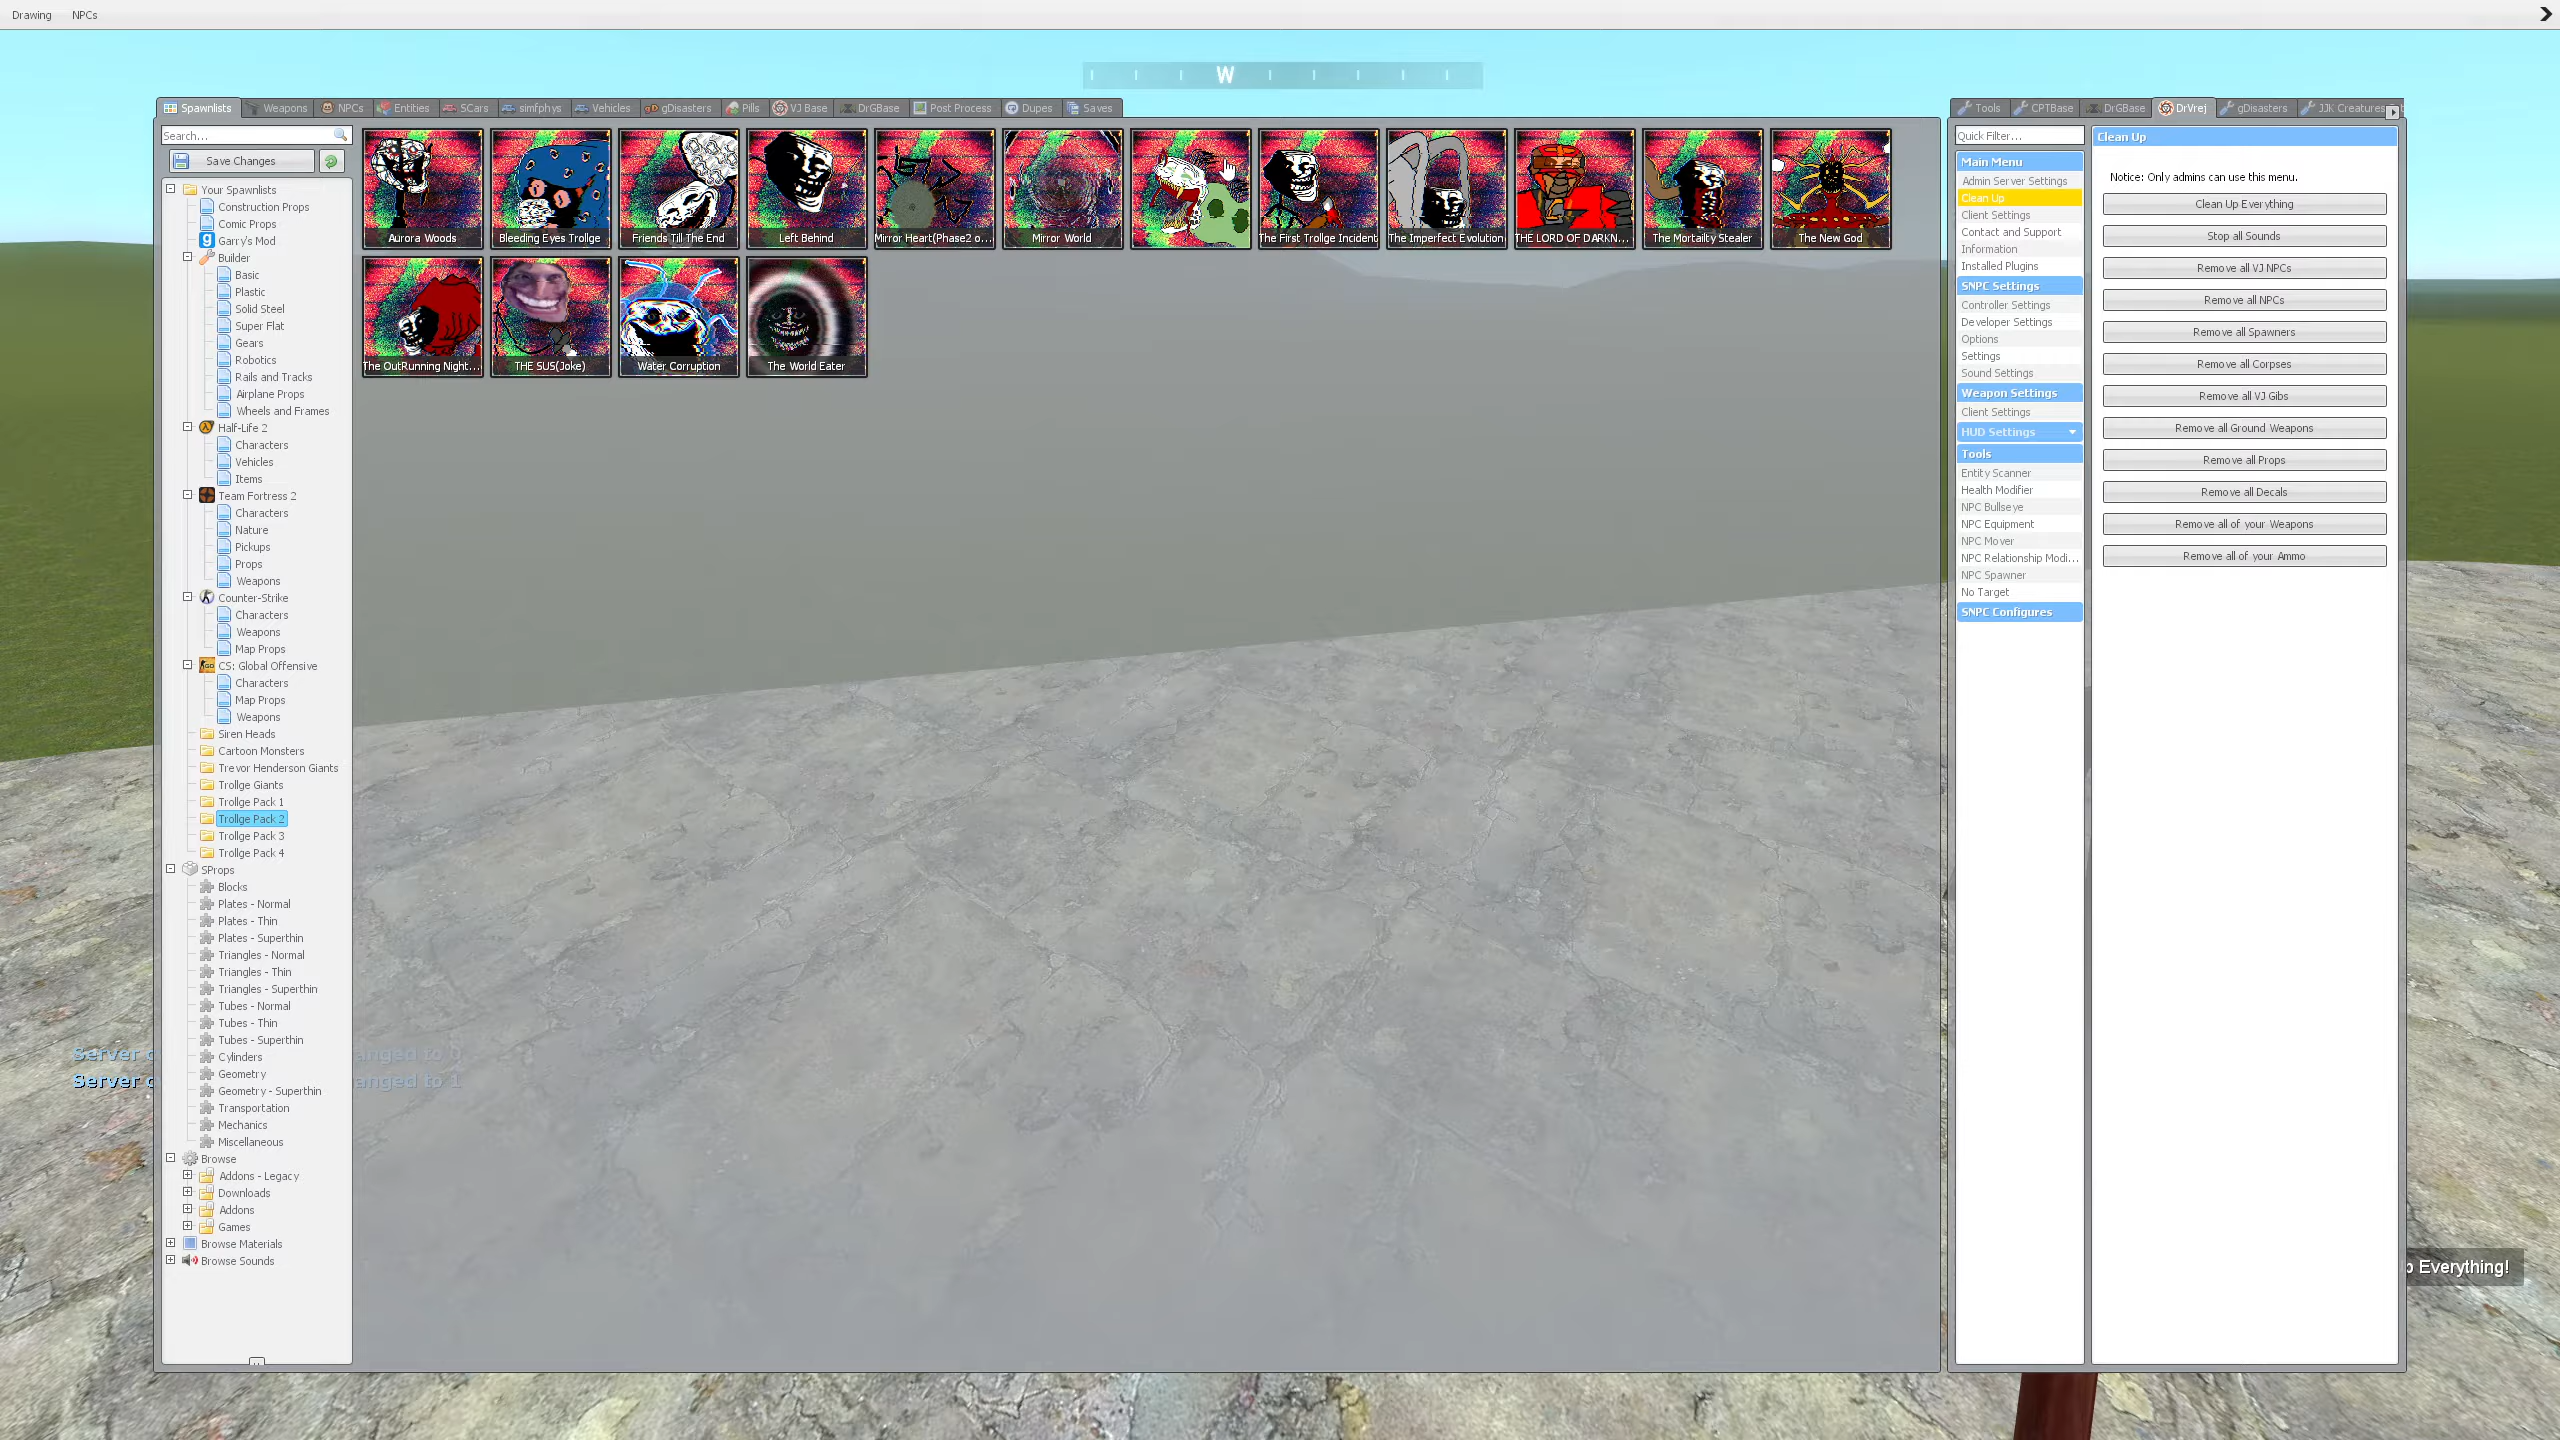 Drawing NPCs
W
Spawnlists Weapons NPCs Entities SCars simfphys Vehicles gDisasters Pills VJ Base DrGBase Post Process Dupes Saves
Search...
Save Changes
Your Spawnlists
Construction Props
Comic Props
Garry's Mod
Builder
Basic
Plastic
Solid Steel
Super Flat
Gears
Robotics
Rails and Tracks
Airplane Props
Wheels and Frames
Half-Life 2
Characters
Vehicles
Items
Team Fortress 2
Characters
Nature
Pickups
Props
Weapons
Counter-Strike
Characters
Weapons
Map Props
CS: Global Offensive
Characters
Map Props
Weapons
Siren Heads
Cartoon Monsters
Trevor Henderson Giants
Trollge Giants
Trollge Pack 1
Trollge Pack 2
Trollge Pack 3
Trollge Pack 4
SProps
Blocks
Plates - Normal
Plates - Thin
Plates - Superthin
Triangles - Normal
Triangles - Thin
Triangles - Superthin
Tubes - Normal
Tubes - Thin
Tubes - Superthin
Cylinders
Geometry
Geometry - Superthin
Transportation
Mechanics
Miscellaneous
Browse
Addons - Legacy
Downloads
Addons
Games
Browse Materials
Browse Sounds
Aurora Woods
Bleeding Eyes Trollge
Friends Till The End
Left Behind
Mirror Heart(Phase2 o...
Mirror World
The First Trollge Incident
The Imperfect Evolution
THE LORD OF DARKN...
The Mortailty Stealer
The New God
The OutRunning Night...
THE SUS(Joke)
Water Corruption
The World Eater
Server c anged to 0
Server c anged to 1
Tools CPTBase DrGBase DrVrej gDisasters JJK Creatures
Quick Filter...
Main Menu
Admin Server Settings
Clean Up
Client Settings
Contact and Support
Information
Installed Plugins
SNPC Settings
Controller Settings
Developer Settings
Options
Settings
Sound Settings
Weapon Settings
Client Settings
HUD Settings
Tools
Entity Scanner
Health Modifier
NPC Bullseye
NPC Equipment
NPC Mover
NPC Relationship Modi...
NPC Spawner
No Target
SNPC Configures
Clean Up
Notice: Only admins can use this menu.
Clean Up Everything
Stop all Sounds
Remove all VJ NPCs
Remove all NPCs
Remove all Spawners
Remove all Corpses
Remove all VJ Gibs
Remove all Ground Weapons
Remove all Props
Remove all Decals
Remove all of your Weapons
Remove all of your Ammo
p Everything!